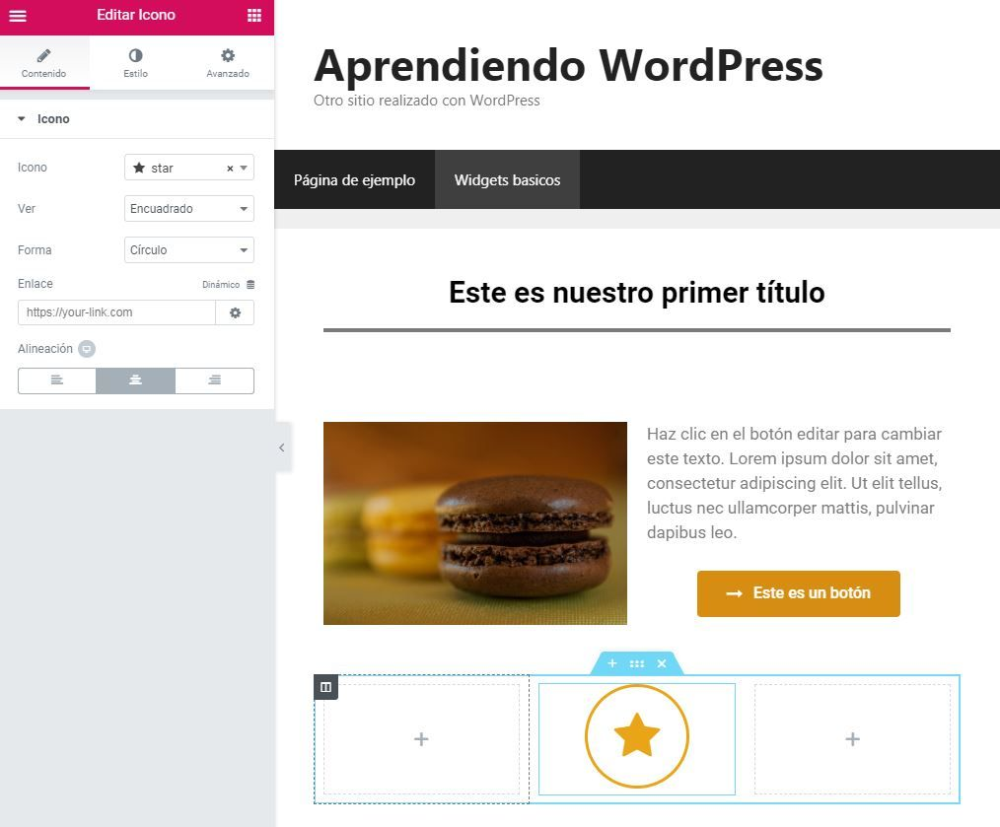 Editar Icono
Contenido
Estilo
Avanzado
Icono
Icono
star
Ver
Encuadrado
Forma
Círculo
Enlace
Dinámico
https://your-link.com
Alineación
Aprendiendo WordPress
Otro sitio realizado con WordPress
Página de ejemplo
Widgets basicos
Este es nuestro primer título
Haz clic en el botón editar para cambiar
este texto. Lorem ipsum dolor sit amet,
consectetur adipiscing elit. Ut elit tellus,
luctus nec ullamcorper mattis, pulvinar
dapibus leo.
Este es un botón